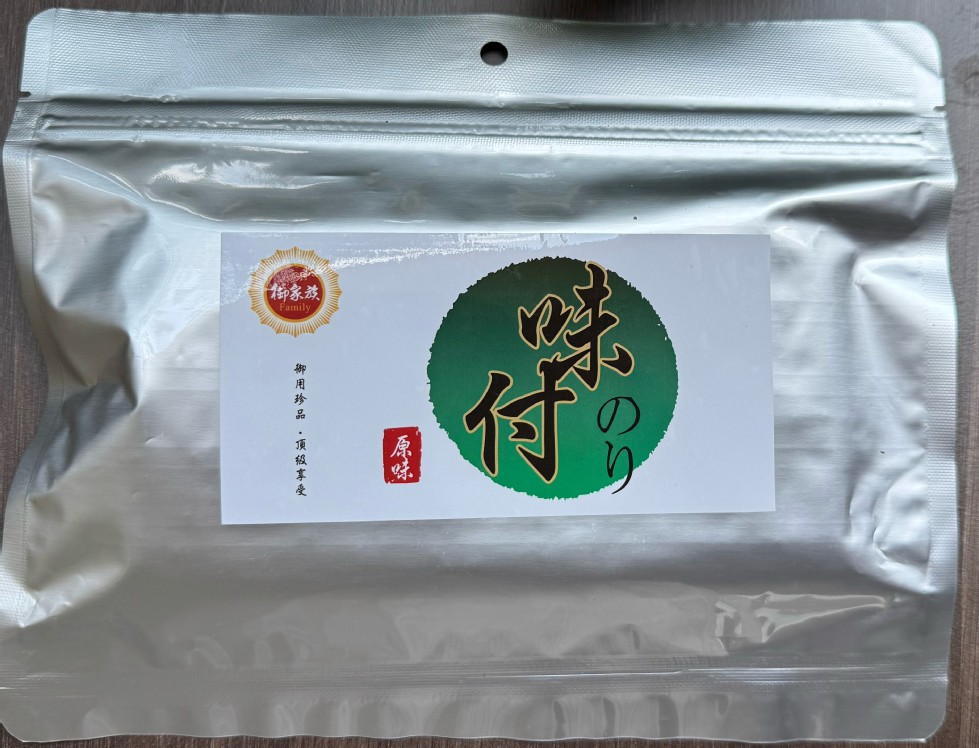 御家族
Family
御用珍品・頂級享受
原味
味付
のり